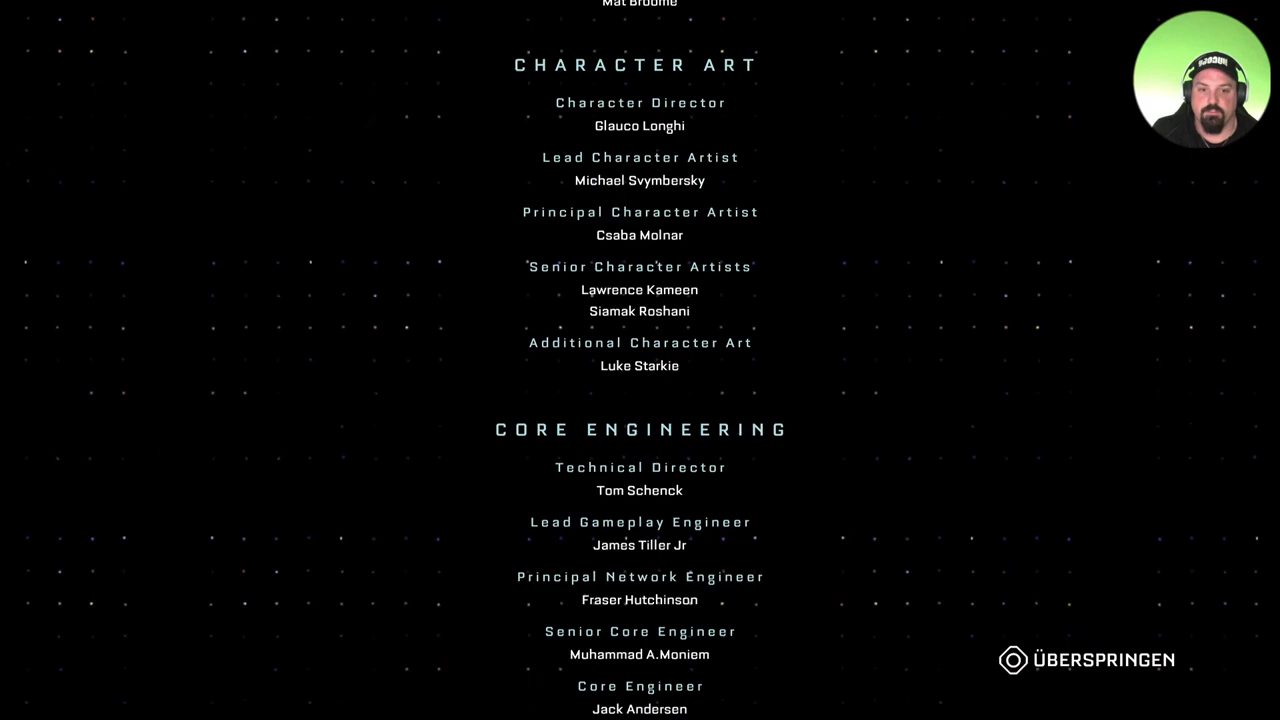 Mat Broome
CHARACTER ART
Character Director
Glauco Longhi
Lead Character Artist
Michael Svymbersky
Principal Character Artist
Csaba Molnar
Senior Character Artists
Lawrence Kameen
Siamak Roshani
Additional Character Art
Luke Starkie
CORE ENGINEERING
Technical Director
Tom Schenck
Lead Gameplay Engineer
James Tiller Jr
Principal Network Engineer
Fraser Hutchinson
Senior Core Engineer
Muhammad A.Moniem
ÜBERSPRINGEN
Core Engineer
Jack Andersen